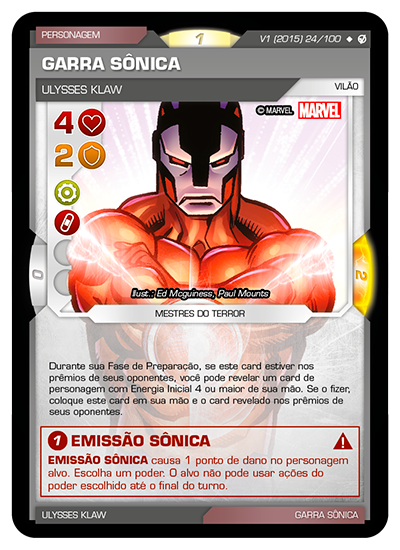 PERSONAGEM
1
V1 (2015) 24/100
GARRA SÔNICA
ULYSSES KLAW
VILÃO
4
© MARVEL MARVEL
2
0
2
Ilust.: Ed Mcguiness, Paul Mounts
MESTRES DO TERROR
Durante sua Fase de Preparação, se este card estiver nos
prêmios de seus oponentes, você pode revelar um card de
personagem com Energia Inicial 4 ou maior de sua mão. Se o fizer,
coloque este card em sua mão e o card revelado nos prêmios de
seus oponentes.
1 EMISSÃO SÔNICA
EMISSÃO SÔNICA causa 1 ponto de dano no personagem
alvo. Escolha um poder. O alvo não pode usar ações do
poder escolhido até o final do turno.
ULYSSES KLAW
GARRA SÔNICA